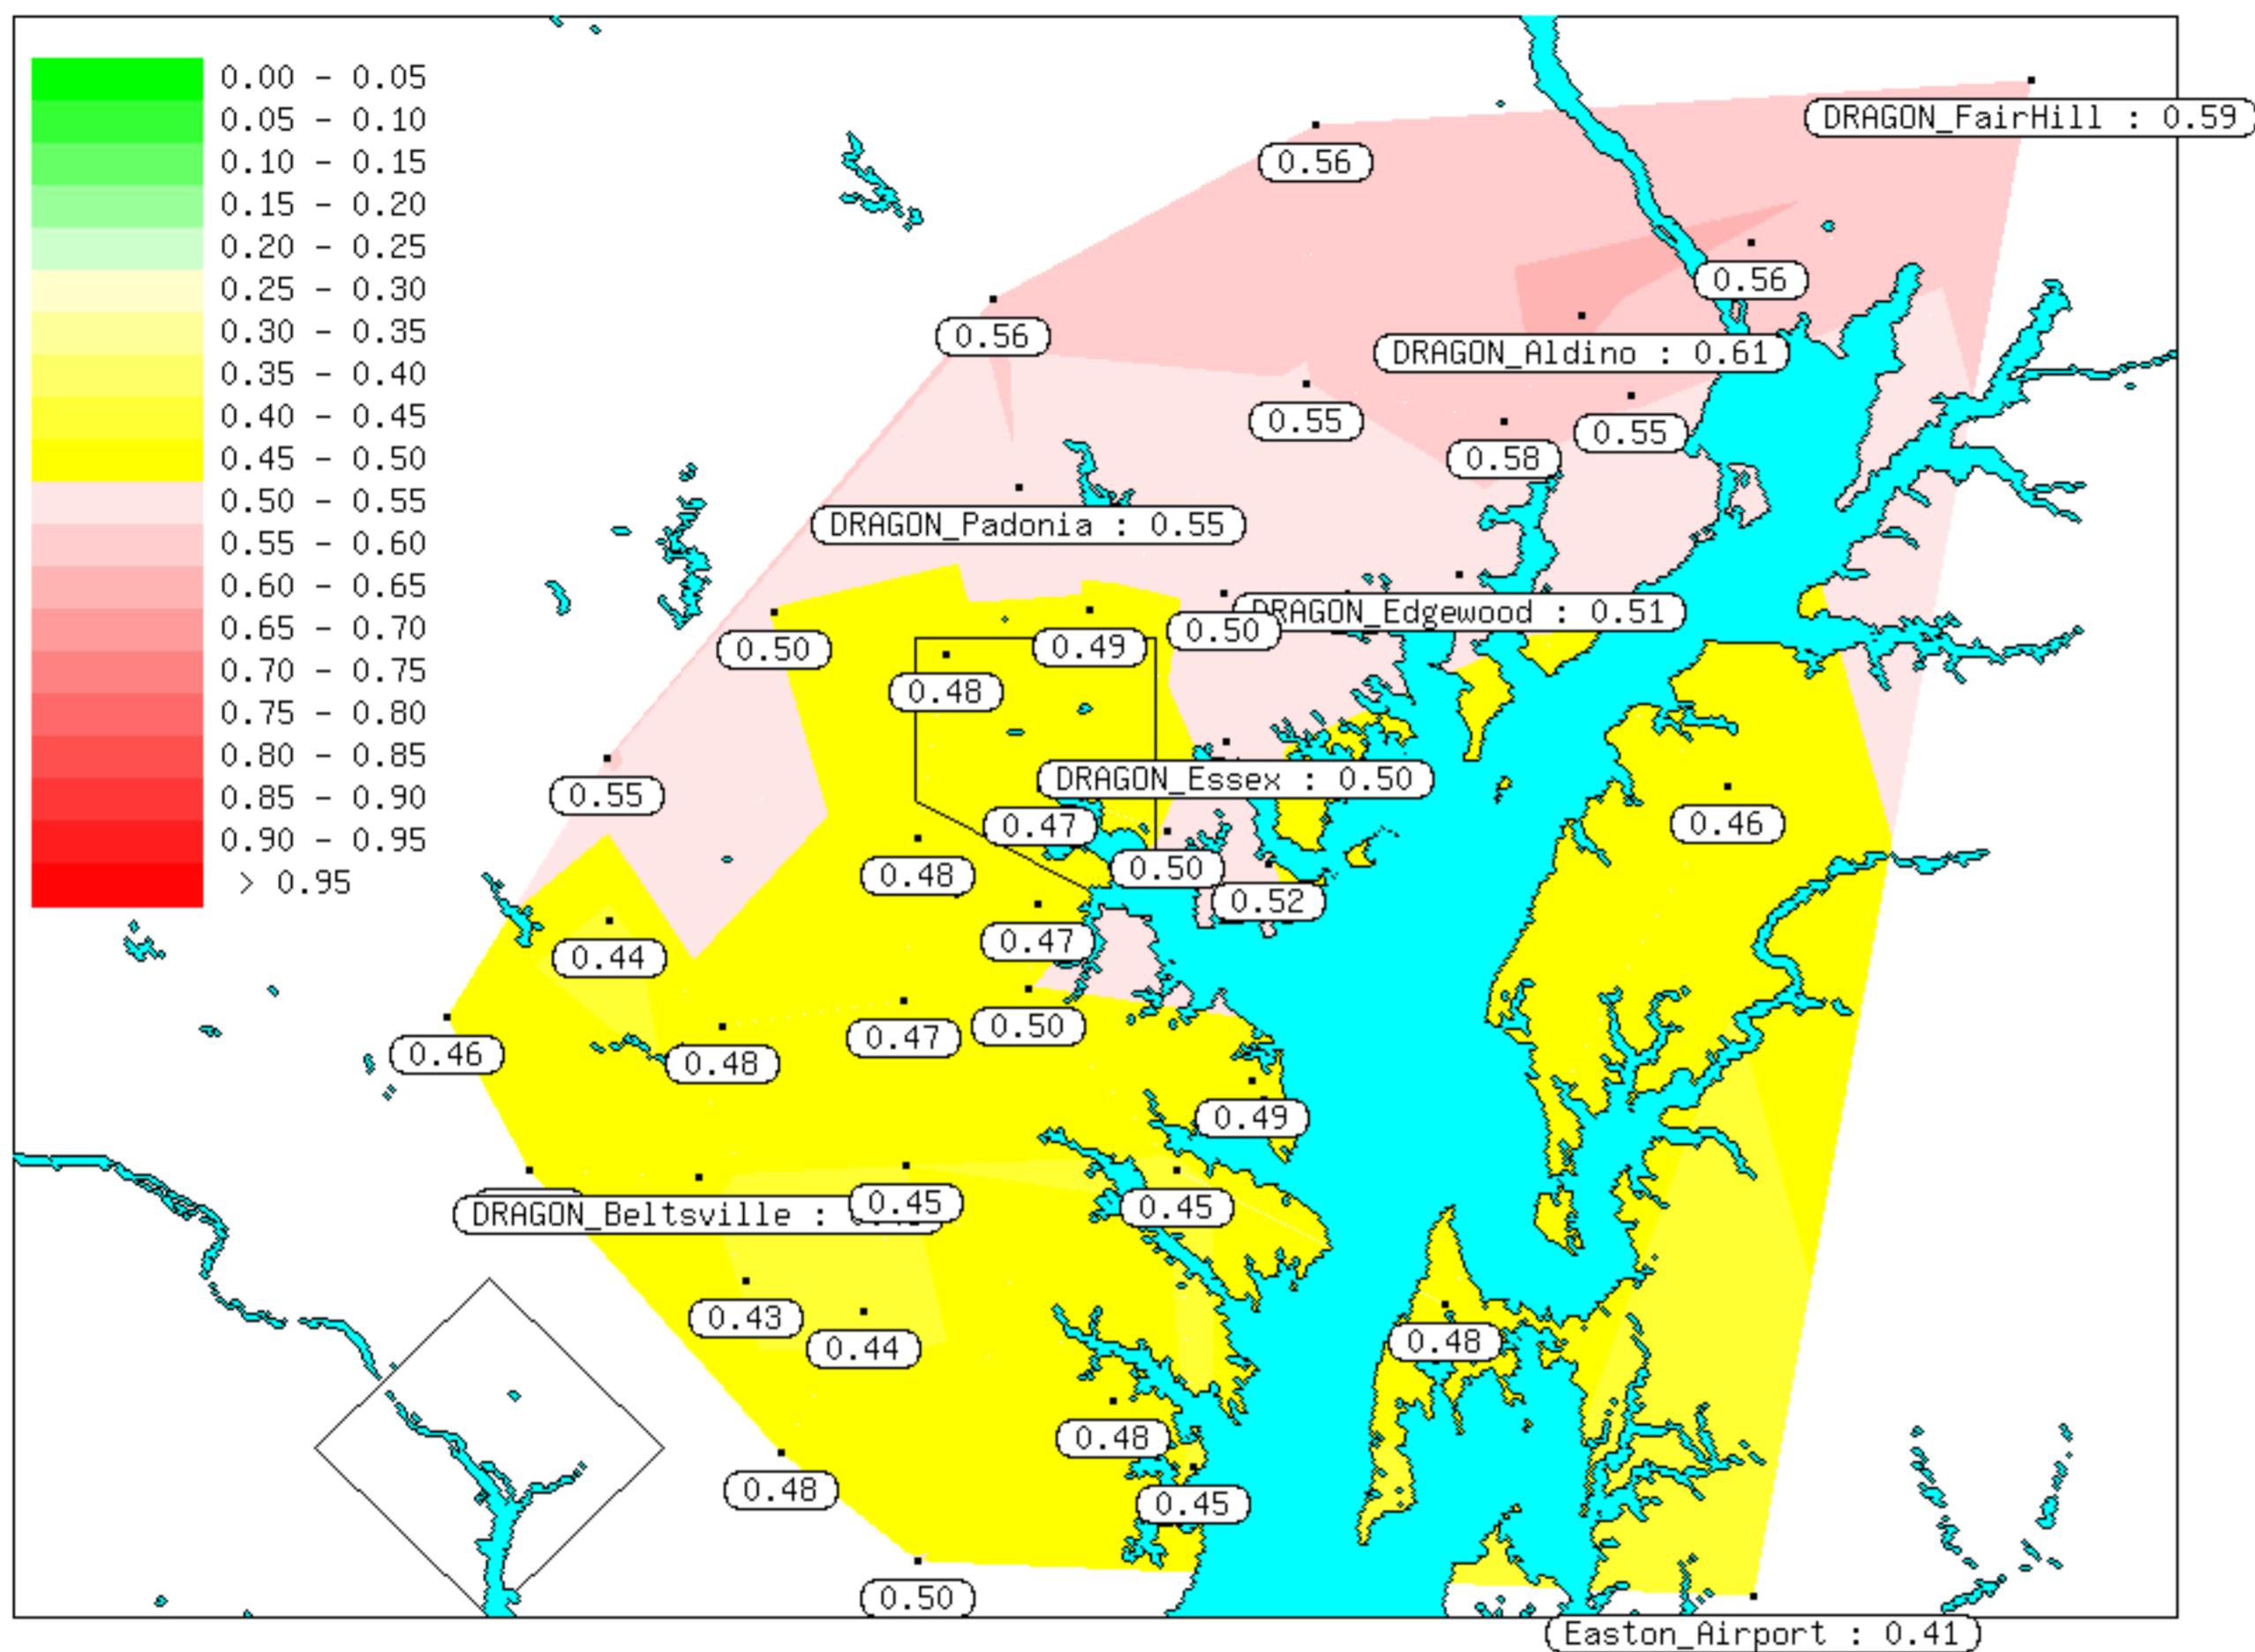 0.00 - 0.05
0.05 - 0.10
0.10 - 0.15
0.15 - 0.20
0.20 - 0.25
0.25 - 0.30
0.30 - 0.35
0.35 - 0.40
0.40 - 0.45
0.45 - 0.50
0.50 - 0.55
0.55 - 0.60
0.60 - 0.65
0.65 - 0.70
0.70 - 0.75
0.75 - 0.80
0.80 - 0.85
0.85 - 0.90
0.90 - 0.95
> 0.95
DRAGON_FairHill : 0.59
0.56
0.56
0.56
DRAGON_Aldino : 0.61
0.55
0.55
0.58
DRAGON_Padonia : 0.55
DRAGON_Edgewood : 0.51
0.50
0.49
0.50
0.48
DRAGON_Essex : 0.50
0.55
0.47
0.46
0.50
0.48
0.52
0.47
0.44
0.50
0.47
0.46
0.48
0.49
0.45
0.45
DRAGON_Beltsville :
0.43
0.48
0.44
0.48
0.48
0.45
0.50
Easton_Airport : 0.41